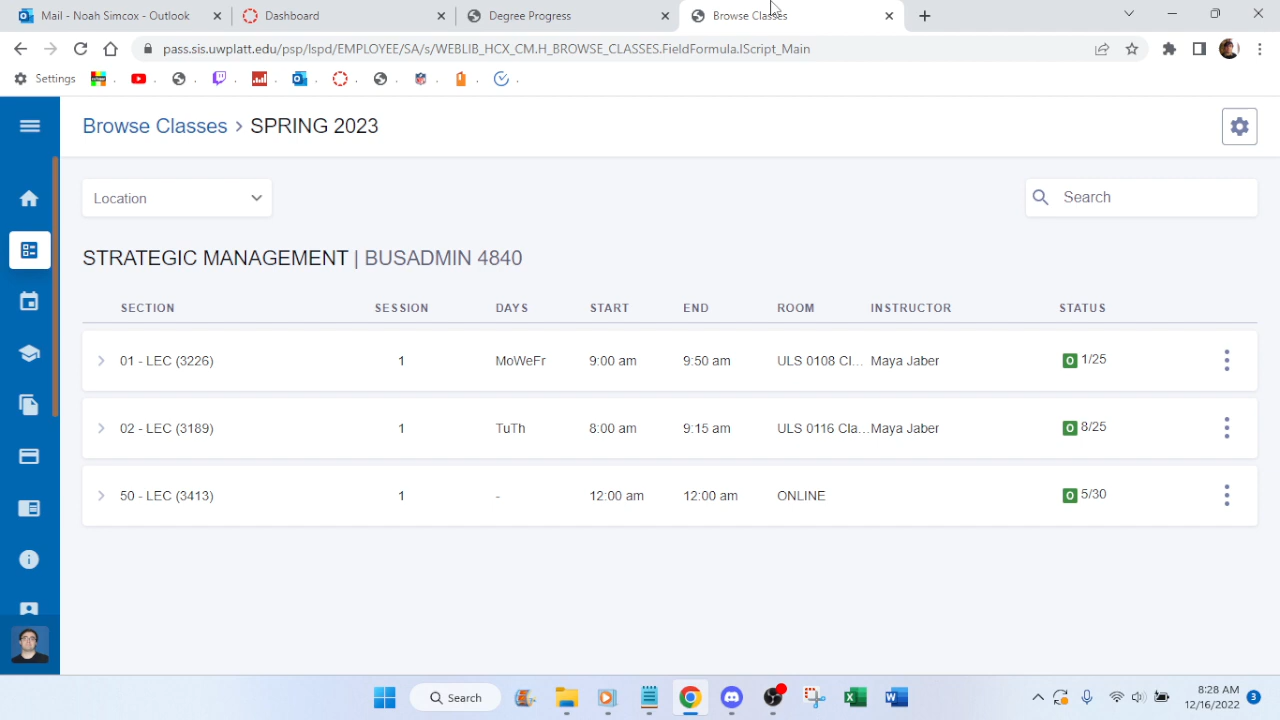 Mail - Noah Simcox - Outlook
Dashboard
Degree Progress
Browse Classes
pass.sis.uwplatt.edu/psp/lspd/EMPLOYEE/SA/s/WEBLIB_HCX_CM.H_BROWSE_CLASSES.FieldFormula.IScript_Main
Settings
Browse Classes > SPRING 2023
Location
Search
STRATEGIC MANAGEMENT | BUSADMIN 4840
SECTION SESSION DAYS START END ROOM INSTRUCTOR STATUS
01 - LEC (3226) 1 MoWeFr 9:00 am 9:50 am ULS 0108 Cl... Maya Jaber O 1/25
02 - LEC (3189) 1 TuTh 8:00 am 9:15 am ULS 0116 Cla... Maya Jaber O 8/25
50 - LEC (3413) 1 - 12:00 am 12:00 am ONLINE O 5/30
Search
8:28 AM
12/16/2022
3